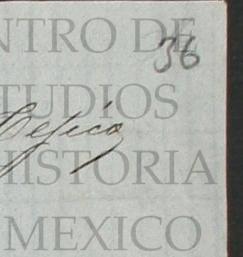 NTRO DE
36
TUDIOS
HISTORIA
MEXICO